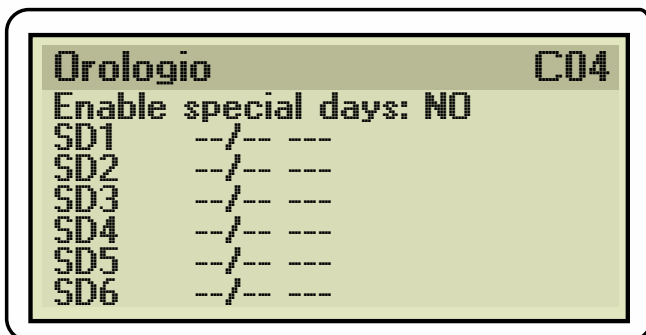 Orologio C04
Enable special days: NO
SD1 --/-- ---
SD2 --/-- ---
SD3 --/-- ---
SD4 --/-- ---
SD5 --/-- ---
SD6 --/-- ---